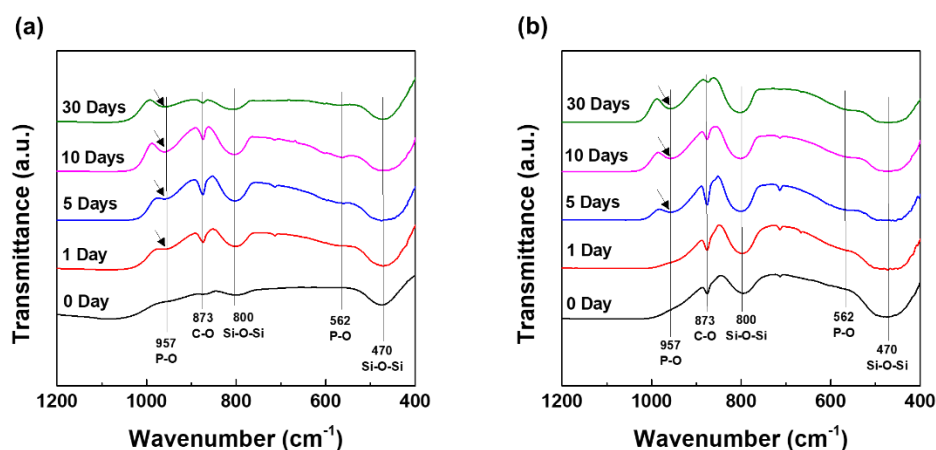 (a)
Transmittance (a.u.)
30 Days
10 Days
5 Days
1 Day
0 Day
957
P-O
873
C-O
800
Si-O-Si
562
P-O
470
Si-O-Si
1200 1000 800 600 400
Wavenumber (cm⁻¹)
(b)
Transmittance (a.u.)
30 Days
10 Days
5 Days
1 Day
0 Day
957
P-O
873
C-O
800
Si-O-Si
562
P-O
470
Si-O-Si
1200 1000 800 600 400
Wavenumber (cm⁻¹)